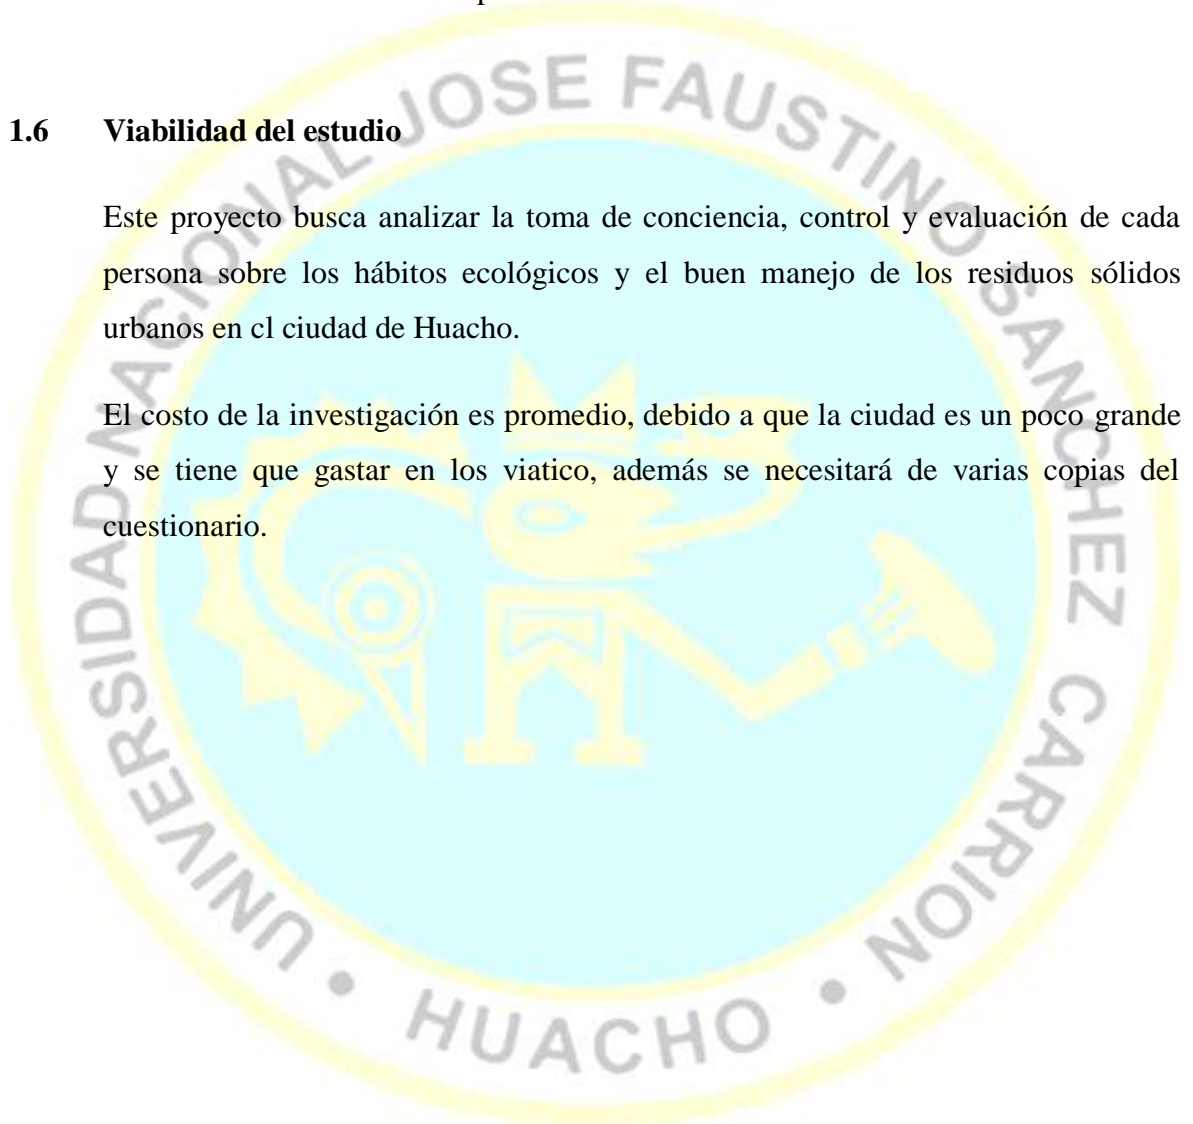 1.6 Viabilidad del estudio
Este proyecto busca analizar la toma de conciencia, control y evaluación de cada
persona sobre los hábitos ecológicos y el buen manejo de los residuos sólidos
urbanos en cl ciudad de Huacho.
El costo de la investigación es promedio, debido a que la ciudad es un poco grande
y se tiene que gastar en los viatico, además se necesitará de varias copias del
cuestionario.
UNIVERSIDAD NACIONAL JOSE FAUSTINO SANCHEZ CARRION • HUACHO •